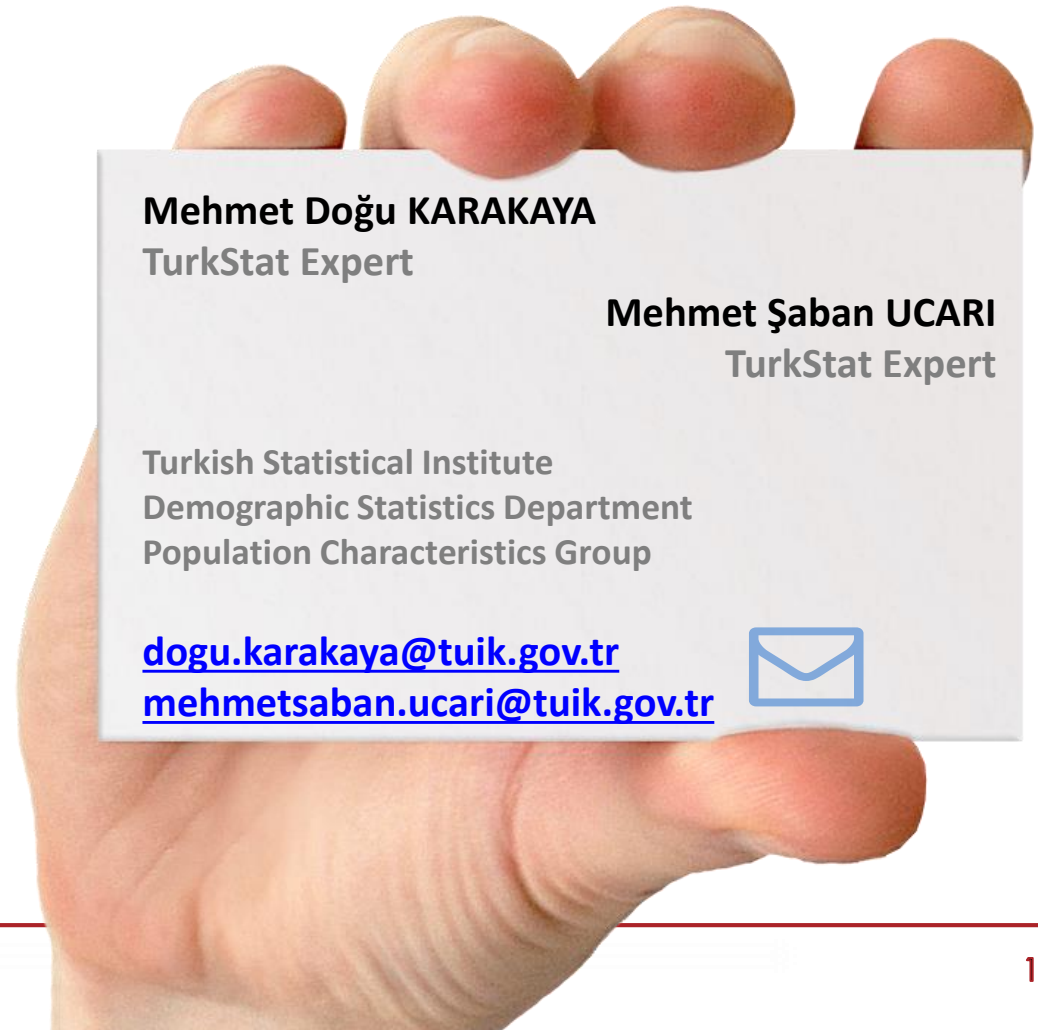 Mehmet Doğu KARAKAYA
TurkStat Expert
Mehmet Şaban UCARI
TurkStat Expert
Turkish Statistical Institute
Demographic Statistics Department
Population Characteristics Group
dogu.karakaya@tuik.gov.tr
mehmetsaban.ucari@tuik.gov.tr
1